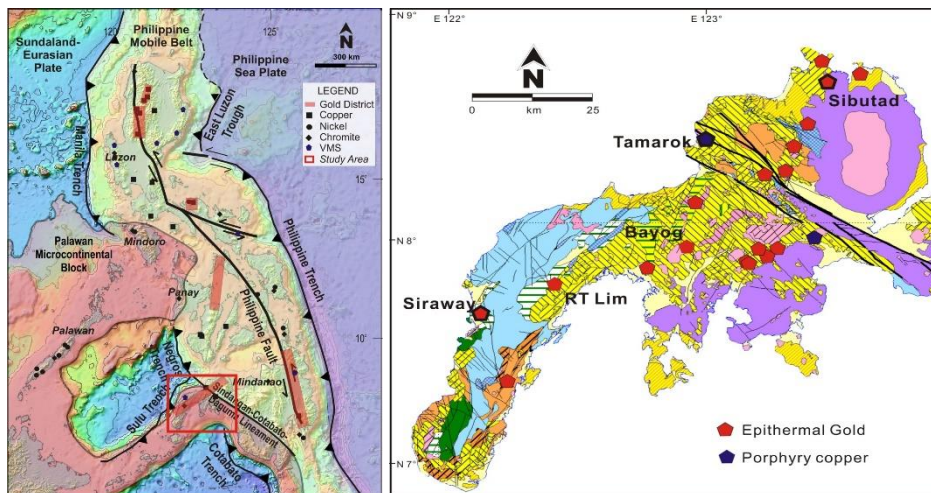 120°
125°
Philippine
Mobile Belt
Sundaland-
Eurasian
Plate
Philippine
Sea Plate
N
300 km
LEGEND
Gold District
Copper
Nickel
Chromite
VMS
Study Area
East Luzon
Trough
Manila Trench
Luzon
15°
Mindoro
Palawan
Microcontinental
Block
Panay
Philippine Trench
Philippine Fault
10°
Palawan
Negros
Trench
Sulu Trench
Mindanao
Sindangan-Cotabato-
Daguma Lineament
Cotabato
Trench
E 122°
E 123°
N 9°
N
0
25
km
Sibutad
Tamarok
N 8°
Bayog
Siraway
RT Lim
Epithermal Gold
Porphyry copper
N 7°